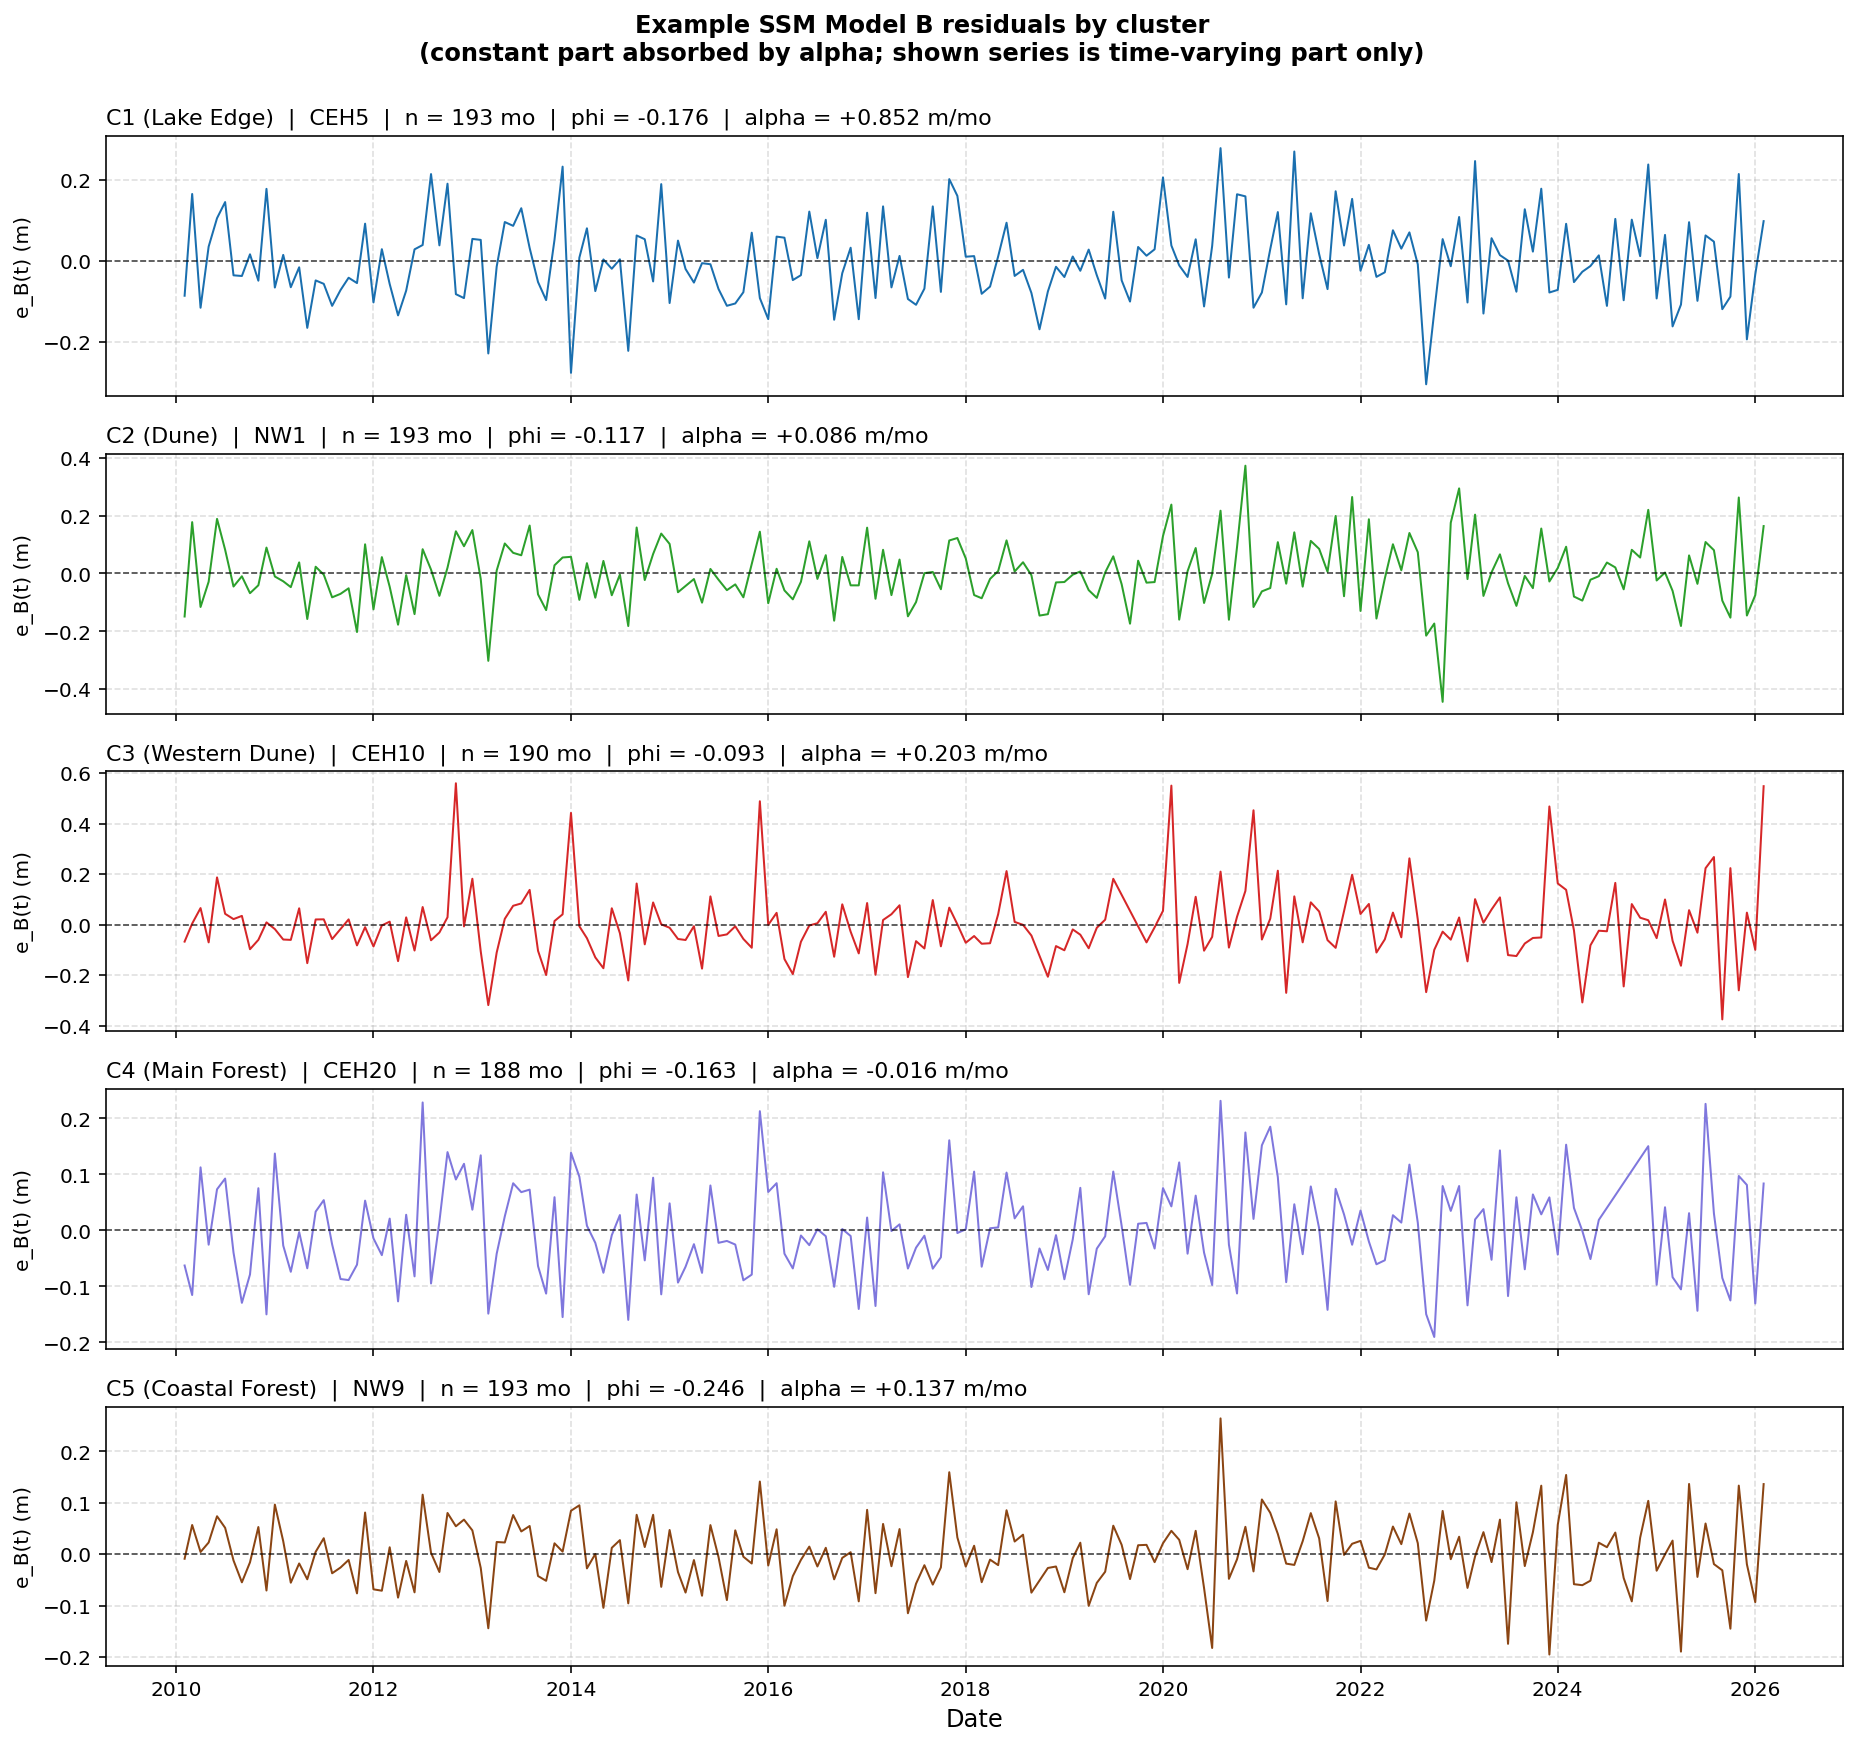 Example SSM Model B residuals by cluster
(constant part absorbed by alpha; shown series is time-varying part only)
C1 (Lake Edge)  |  CEH5  |  n = 193 mo  |  phi = -0.176  |  alpha = +0.852 m/mo
e_B(t) (m)
0.2
0.0
−0.2
C2 (Dune)  |  NW1  |  n = 193 mo  |  phi = -0.117  |  alpha = +0.086 m/mo
e_B(t) (m)
0.4
0.2
0.0
−0.2
−0.4
C3 (Western Dune)  |  CEH10  |  n = 190 mo  |  phi = -0.093  |  alpha = +0.203 m/mo
e_B(t) (m)
0.6
0.4
0.2
0.0
−0.2
−0.4
C4 (Main Forest)  |  CEH20  |  n = 188 mo  |  phi = -0.163  |  alpha = -0.016 m/mo
e_B(t) (m)
0.2
0.1
0.0
−0.1
−0.2
C5 (Coastal Forest)  |  NW9  |  n = 193 mo  |  phi = -0.246  |  alpha = +0.137 m/mo
e_B(t) (m)
0.2
0.1
0.0
−0.1
−0.2
2010 2012 2014 2016 2018 2020 2022 2024 2026
Date